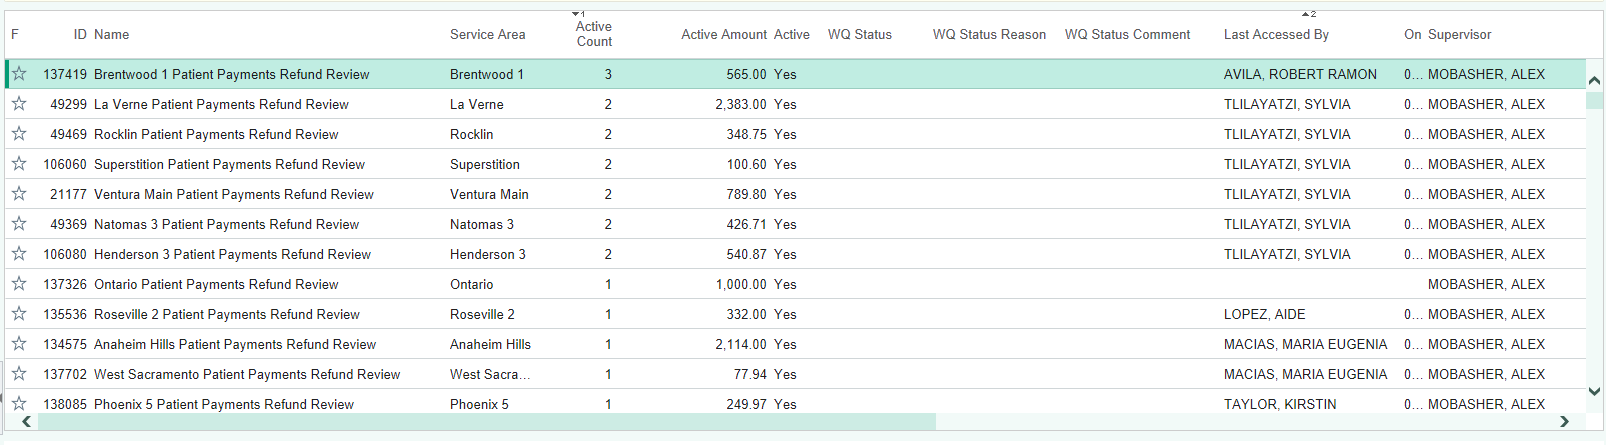 F ID Name Service Area Active Count Active Amount Active WQ Status WQ Status Reason WQ Status Comment Last Accessed By On Supervisor
1 2
137419 Brentwood 1 Patient Payments Refund Review Brentwood 1 3 565.00 Yes AVILA, ROBERT RAMON 0... MOBASHER, ALEX
49299 La Verne Patient Payments Refund Review La Verne 2 2,383.00 Yes TLILAYATZI, SYLVIA 0... MOBASHER, ALEX
49469 Rocklin Patient Payments Refund Review Rocklin 2 348.75 Yes TLILAYATZI, SYLVIA 0... MOBASHER, ALEX
106060 Superstition Patient Payments Refund Review Superstition 2 100.60 Yes TLILAYATZI, SYLVIA 0... MOBASHER, ALEX
21177 Ventura Main Patient Payments Refund Review Ventura Main 2 789.80 Yes TLILAYATZI, SYLVIA 0... MOBASHER, ALEX
49369 Natomas 3 Patient Payments Refund Review Natomas 3 2 426.71 Yes TLILAYATZI, SYLVIA 0... MOBASHER, ALEX
106080 Henderson 3 Patient Payments Refund Review Henderson 3 2 540.87 Yes TLILAYATZI, SYLVIA 0... MOBASHER, ALEX
137326 Ontario Patient Payments Refund Review Ontario 1 1,000.00 Yes MOBASHER, ALEX
135536 Roseville 2 Patient Payments Refund Review Roseville 2 1 332.00 Yes LOPEZ, AIDE 0... MOBASHER, ALEX
134575 Anaheim Hills Patient Payments Refund Review Anaheim Hills 1 2,114.00 Yes MACIAS, MARIA EUGENIA 0... MOBASHER, ALEX
137702 West Sacramento Patient Payments Refund Review West Sacra... 1 77.94 Yes MACIAS, MARIA EUGENIA 0... MOBASHER, ALEX
138085 Phoenix 5 Patient Payments Refund Review Phoenix 5 1 249.97 Yes TAYLOR, KIRSTIN 0... MOBASHER, ALEX